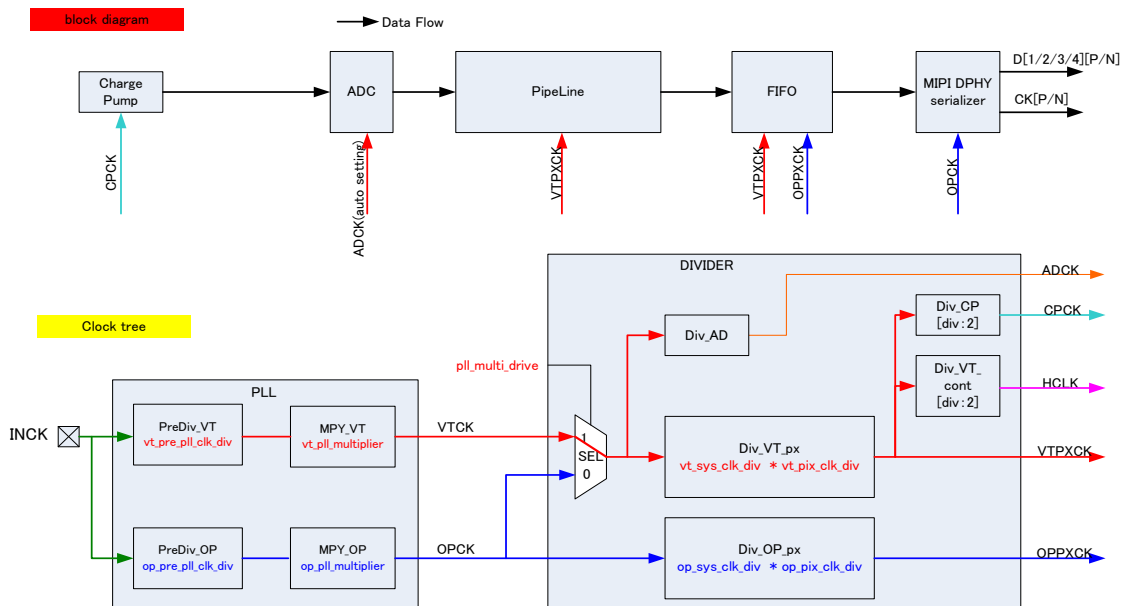 block diagram
Data Flow
Charge
Pump
ADC
PipeLine
FIFO
MIPI DPHY
serializer
D[1/2/3/4][P/N]
CK[P/N]
CPCK
ADCK(auto setting)
VTPXCK
VTPXCK
OPPXCK
OPCK
Clock tree
DIVIDER
ADCK
Div_CP
[div:2]
CPCK
Div_AD
pll_multi_drive
Div_VT_
cont
[div:2]
HCLK
PLL
INCK
PreDiv_VT
vt_pre_pll_clk_div
MPY_VT
vt_pll_multiplier
VTCK
1
SEL
0
Div_VT_px
vt_sys_clk_div * vt_pix_clk_div
VTPXCK
PreDiv_OP
op_pre_pll_clk_div
MPY_OP
op_pll_multiplier
OPCK
Div_OP_px
op_sys_clk_div * op_pix_clk_div
OPPXCK